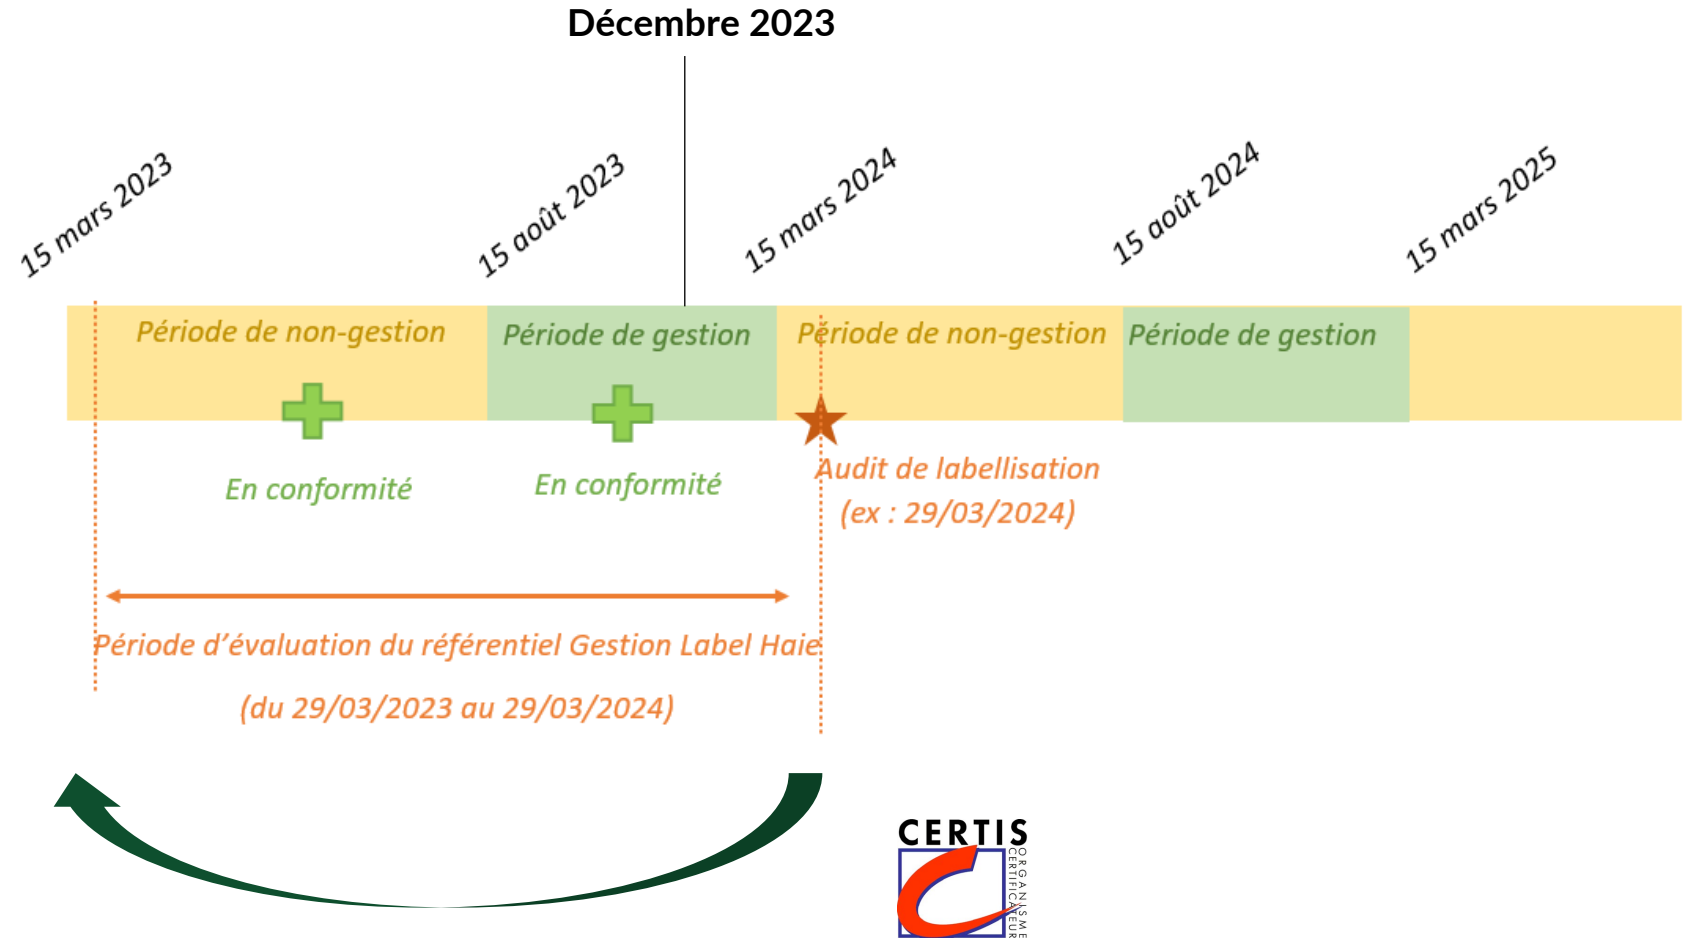 Décembre 2023
15 mars 2023
15 août 2023
15 mars 2024
15 août 2024
15 mars 2025
Période de non-gestion
Période de gestion
Période de non-gestion
Période de gestion
En conformité
En conformité
Audit de labellisation
(ex : 29/03/2024)
Période d'évaluation du référentiel Gestion Label Haie
(du 29/03/2023 au 29/03/2024)
CERTIS
ORGANISME
CERTIFICATEUR